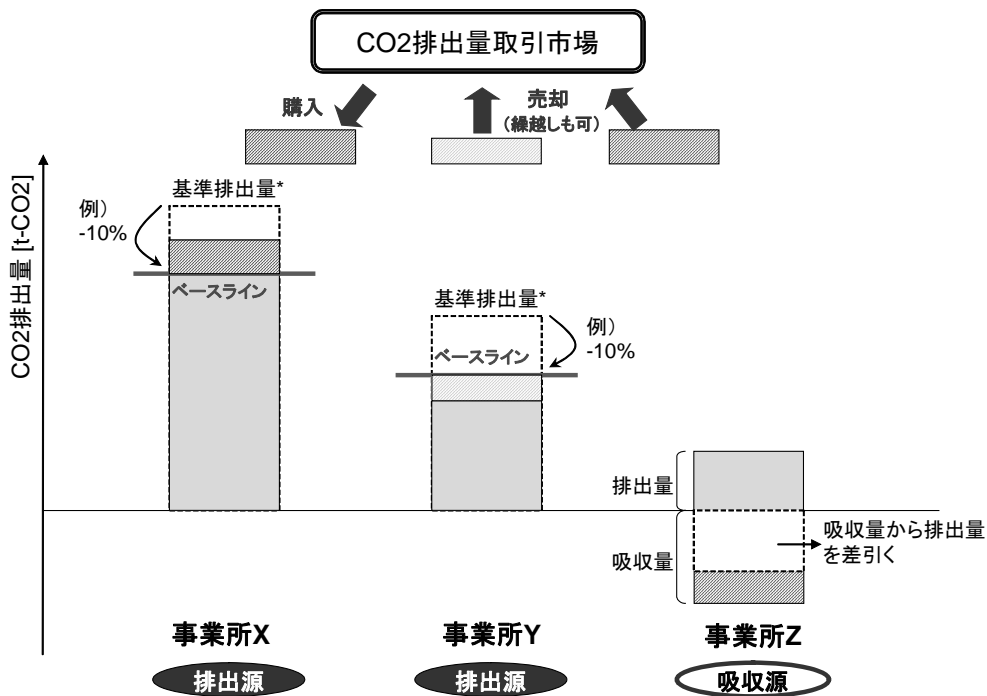 CO2排出量取引市場
購入
売却
(繰越しも可)
CO2排出量 [t-CO2]
基準排出量*
例)
-10%
ベースライン
基準排出量*
例)
-10%
ベースライン
排出量
吸収量
吸収量から排出量
を差引く
事業所X
事業所Y
事業所Z
排出源
排出源
吸収源